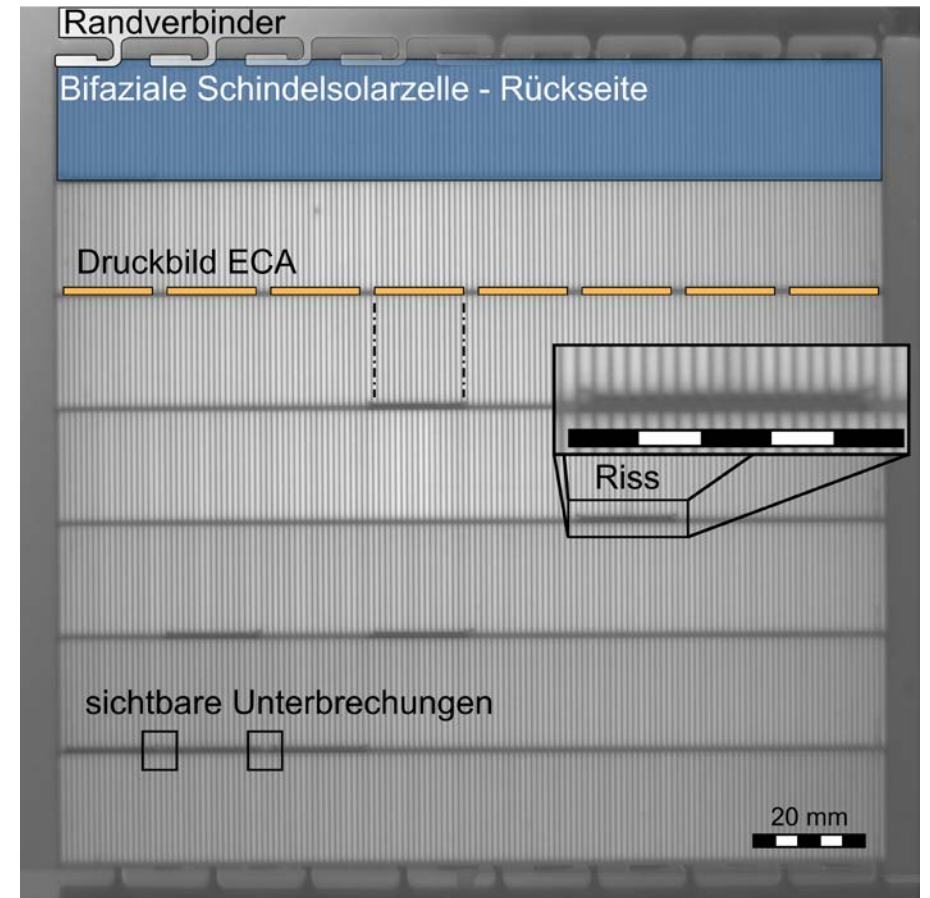 Randverbinder
Bifaziale Schindelsolarzelle - Rückseite
Druckbild ECA
Riss
sichtbare Unterbrechungen
20 mm